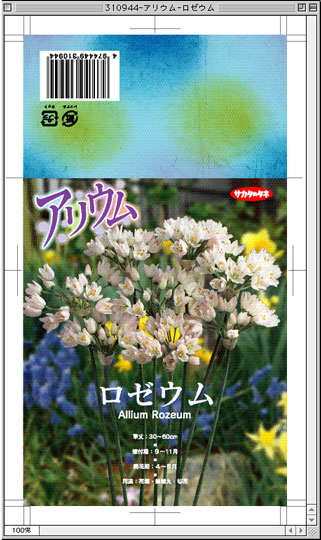 310944-アリウム-ロゼウム
4 974449 310944
アリウム
サカタのタネ
ロゼウム
Allium Rozeum
草丈：30〜60cm
植付期：9〜11月
開花期：4〜5月
用途：花壇・鉢植え・切花
100%